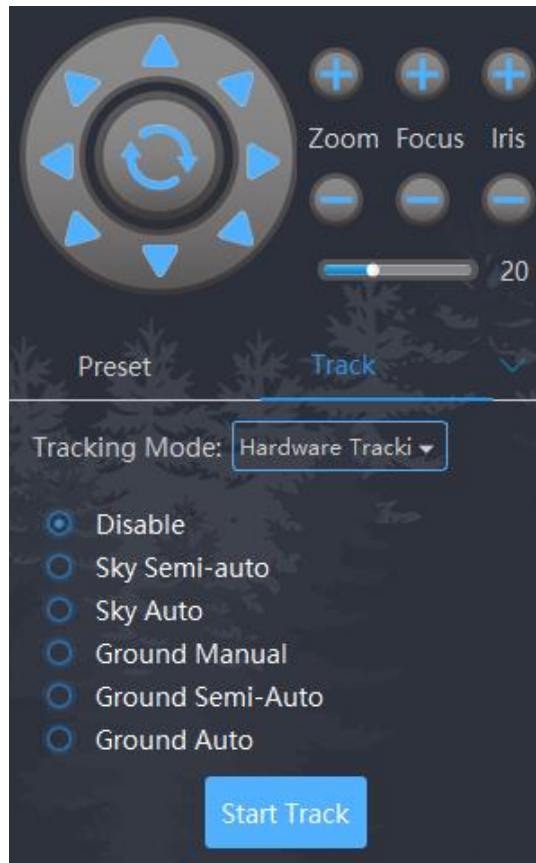 Zoom Focus Iris
20
Preset Track
Tracking Mode: Hardware Tracki
Disable
Sky Semi-auto
Sky Auto
Ground Manual
Ground Semi-Auto
Ground Auto
Start Track